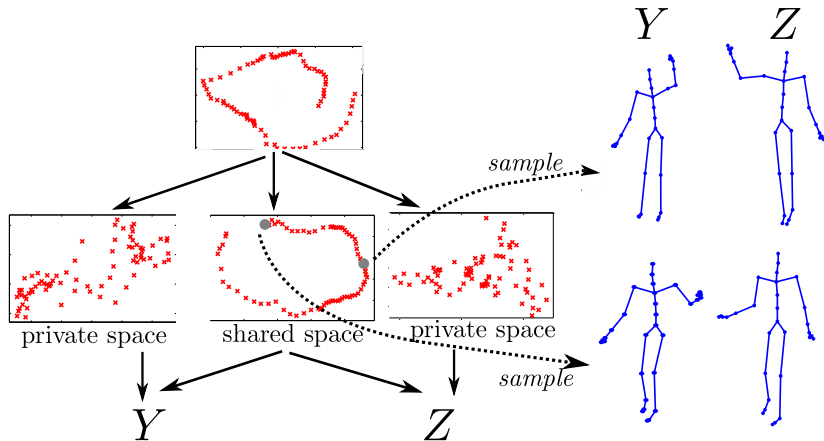 Y Z
sample
private space shared space private space
sample
Y Z